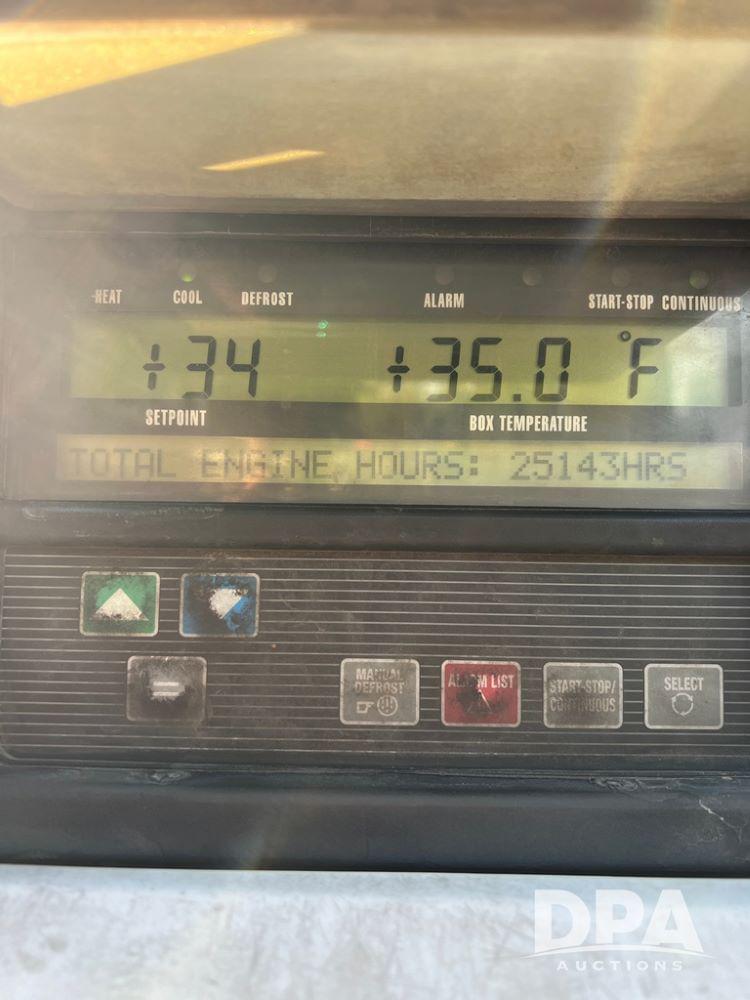 HEAT COOL DEFROST ALARM START-STOP CONTINUOUS
+34 +35.0 °F
SETPOINT BOX TEMPERATURE
TOTAL ENGINE HOURS: 25143HRS
=
MANUAL DEFROST ALARM LIST START-STOP/ CONTINUOUS SELECT
DPA
AUCTIONS